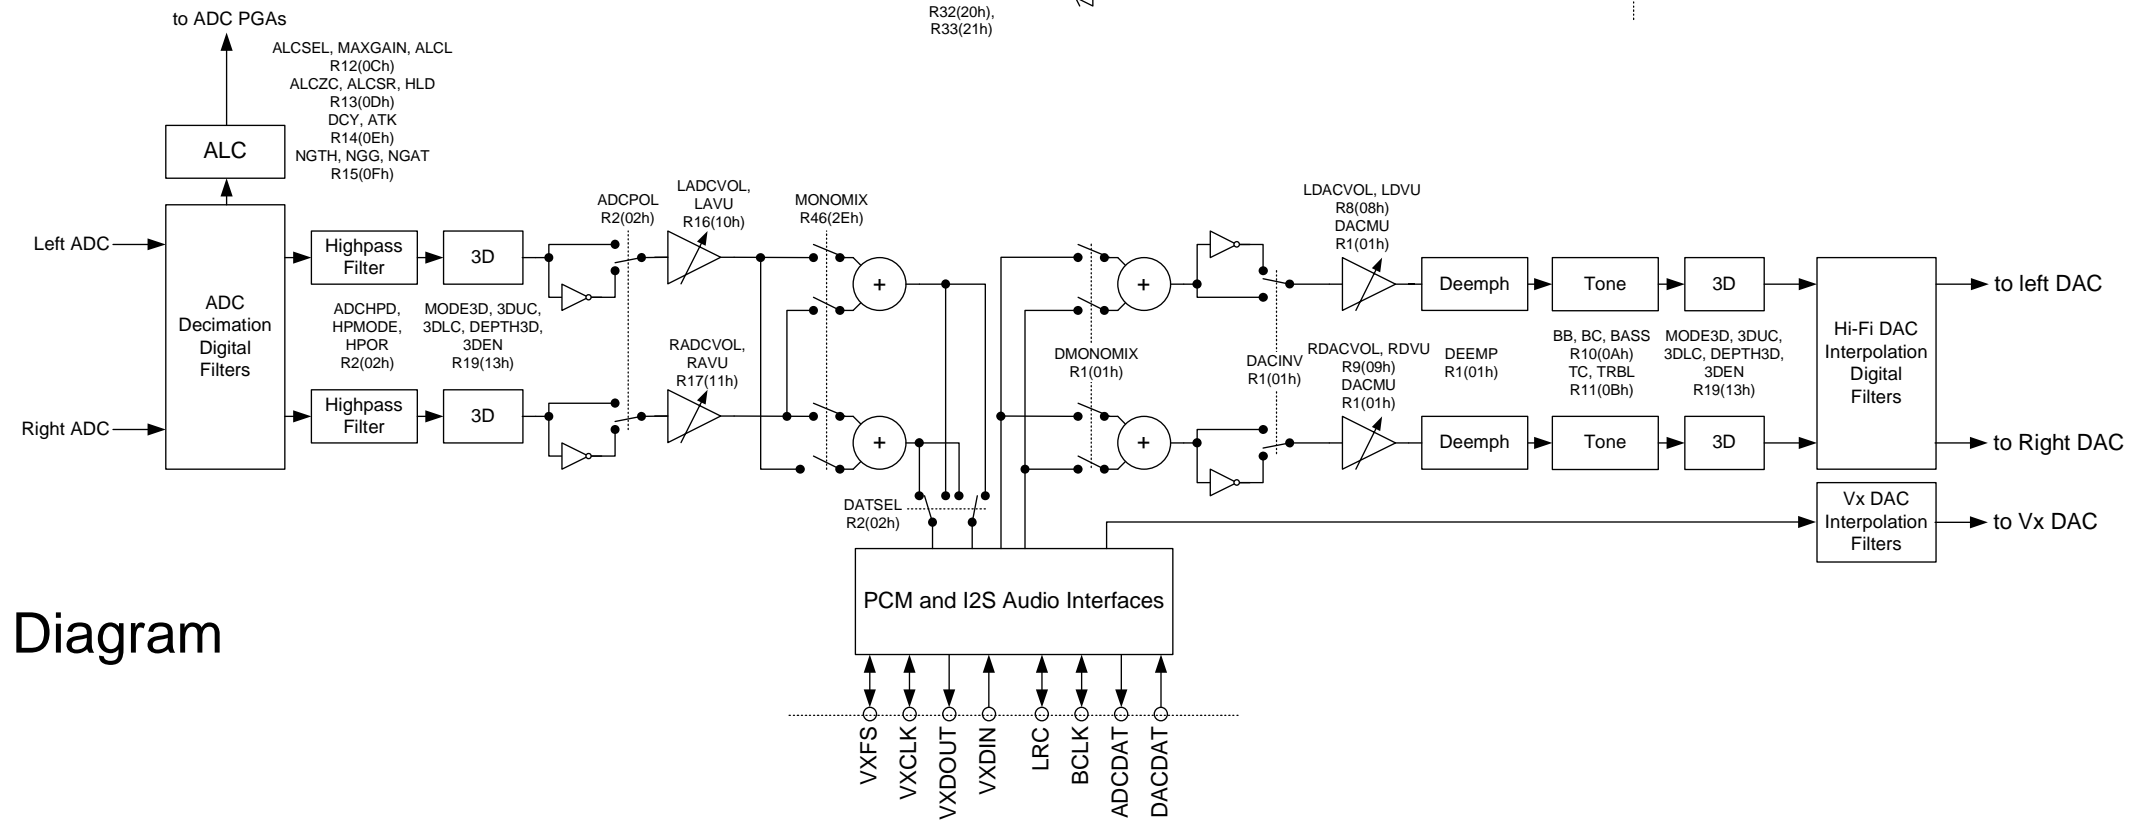 R32(20h),
R33(21h)
to ADC PGAs
ALCSEL, MAXGAIN, ALCL
R12(0Ch)
ALCZC, ALCSR, HLD
R13(0Dh)
DCY, ATK
R14(0Eh)
NGTH, NGG, NGAT
R15(0Fh)
ALC
Left ADC
Right ADC
ADC
Decimation
Digital
Filters
Highpass
Filter
ADCHPD,
HPMODE,
HPOR
R2(02h)
Highpass
Filter
3D
MODE3D, 3DUC,
3DLC, DEPTH3D,
3DEN
R19(13h)
3D
ADCPOL
R2(02h)
LADCVOL,
LAVU
R16(10h)
RADCVOL,
RAVU
R17(11h)
MONOMIX
R46(2Eh)
+
+
DATSEL
R2(02h)
DMONOMIX
R1(01h)
+
+
DACINV
R1(01h)
LDACVOL, LDVU
R8(08h)
DACMU
R1(01h)
RDACVOL, RDVU
R9(09h)
DACMU
R1(01h)
Deemph
DEEMP
R1(01h)
Deemph
Tone
BB, BC, BASS
R10(0Ah)
TC, TRBL
R11(0Bh)
Tone
3D
MODE3D, 3DUC,
3DLC, DEPTH3D,
3DEN
R19(13h)
3D
Hi-Fi DAC
Interpolation
Digital
Filters
to left DAC
to Right DAC
Vx DAC
Interpolation
Filters
to Vx DAC
PCM and I2S Audio Interfaces
VXFS
VXCLK
VXDOUT
VXDIN
LRC
BCLK
ADCDAT
DACDAT
Diagram